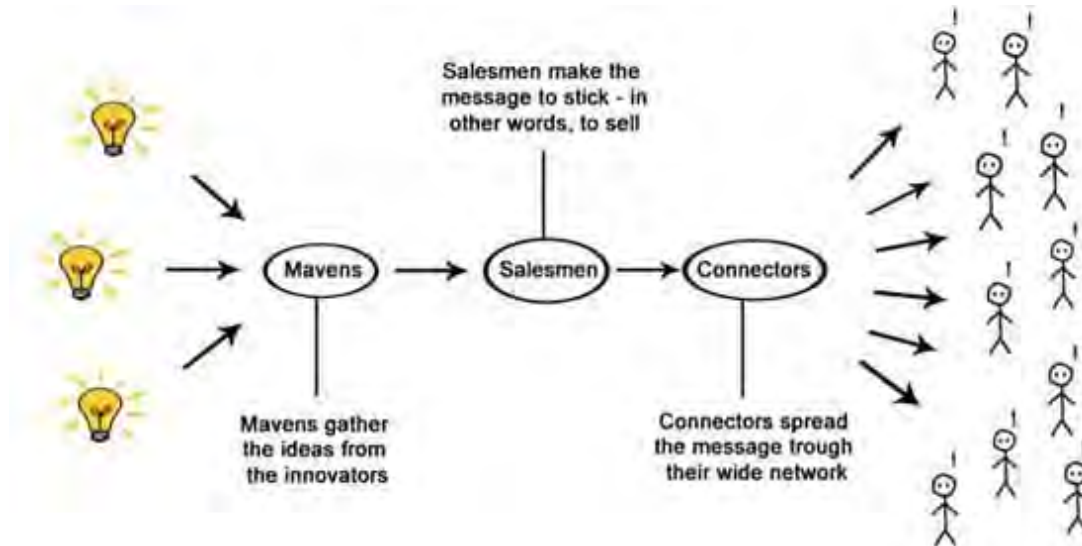 Salesmen make the
message to stick - in
other words, to sell
Mavens
Salesmen
Connectors
Mavens gather
the ideas from
the innovators
Connectors spread
the message trough
their wide network
! ! ! ! ! ! ! ! ! !